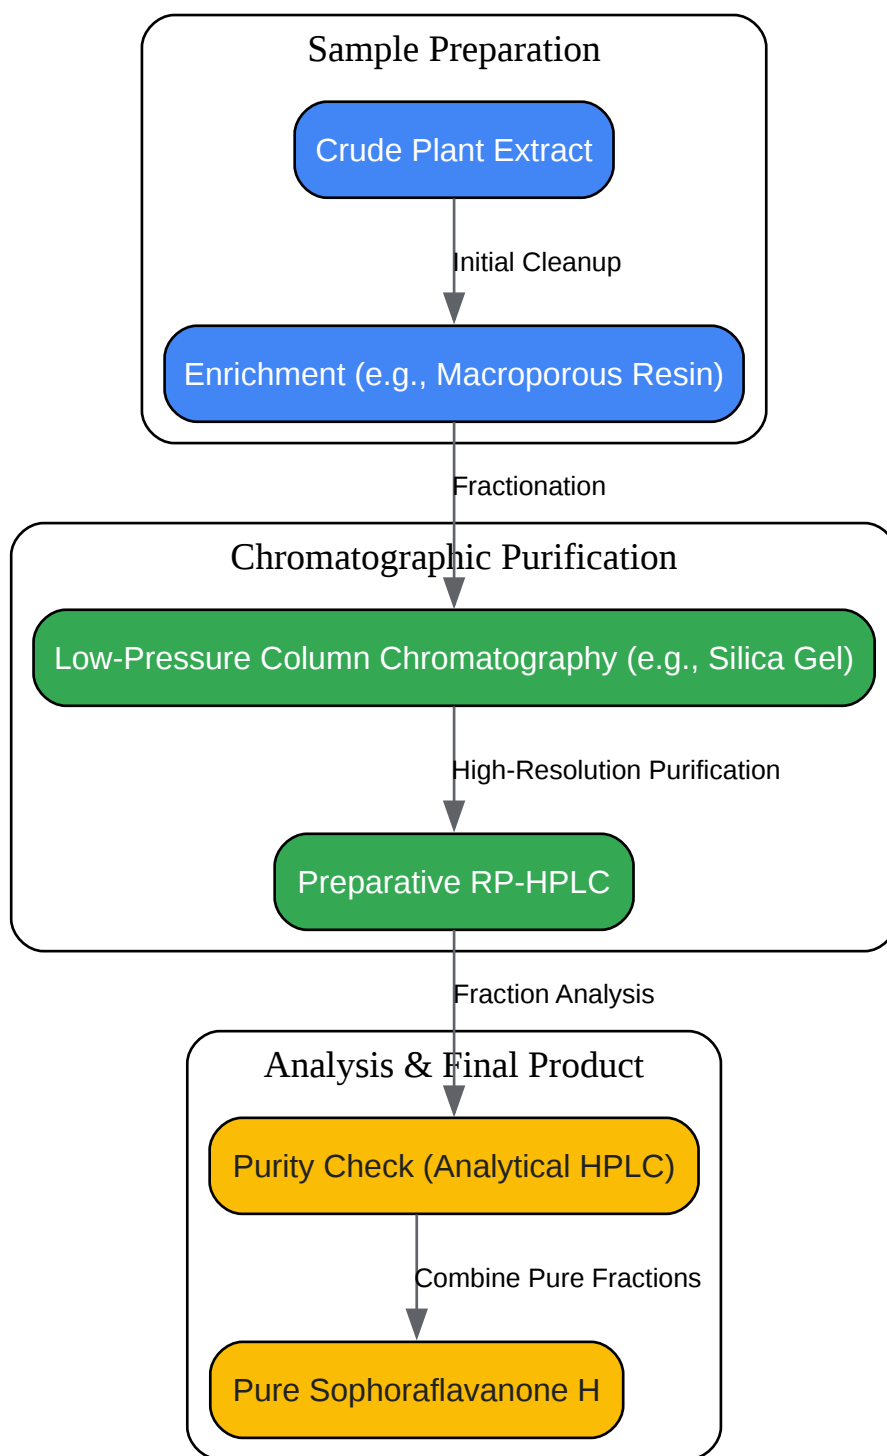 Sample Preparation
Crude Plant Extract
Initial Cleanup
Enrichment (e.g., Macroporous Resin)
Fractionation
Chromatographic Purification
Low-Pressure Column Chromatography (e.g., Silica Gel)
High-Resolution Purification
Preparative RP-HPLC
Fraction Analysis
Analysis & Final Product
Purity Check (Analytical HPLC)
Combine Pure Fractions
Pure Sophoraflavanone H